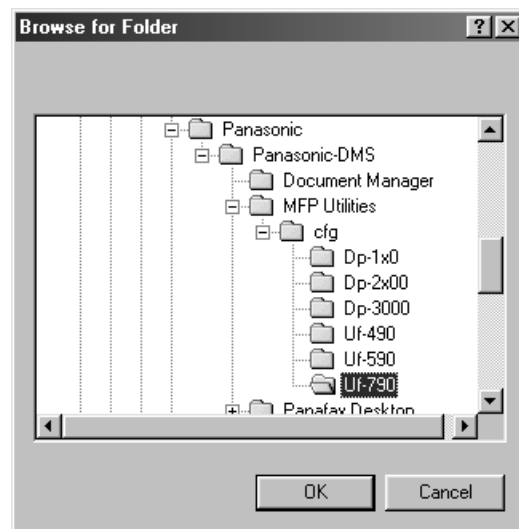 Browse for Folder
Panasonic
Panasonic-DMS
Document Manager
MFP Utilities
cfg
Dp-1x0
Dp-2x00
Dp-3000
Uf-490
Uf-590
Uf-790
Panafax Desktop
OK Cancel